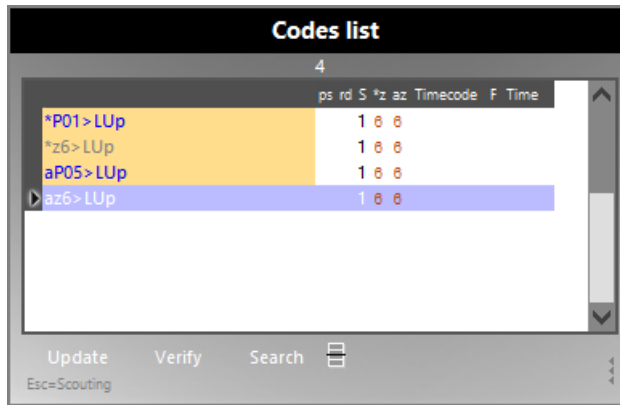 Codes list
4
ps rd S *z az Timecode F Time
*P01>LUp 1 6 6
*z6>LUp 1 6 6
aP05>LUp 1 6 6
az6>LUp 1 6 6
Update Verify Search
Esc=Scouting